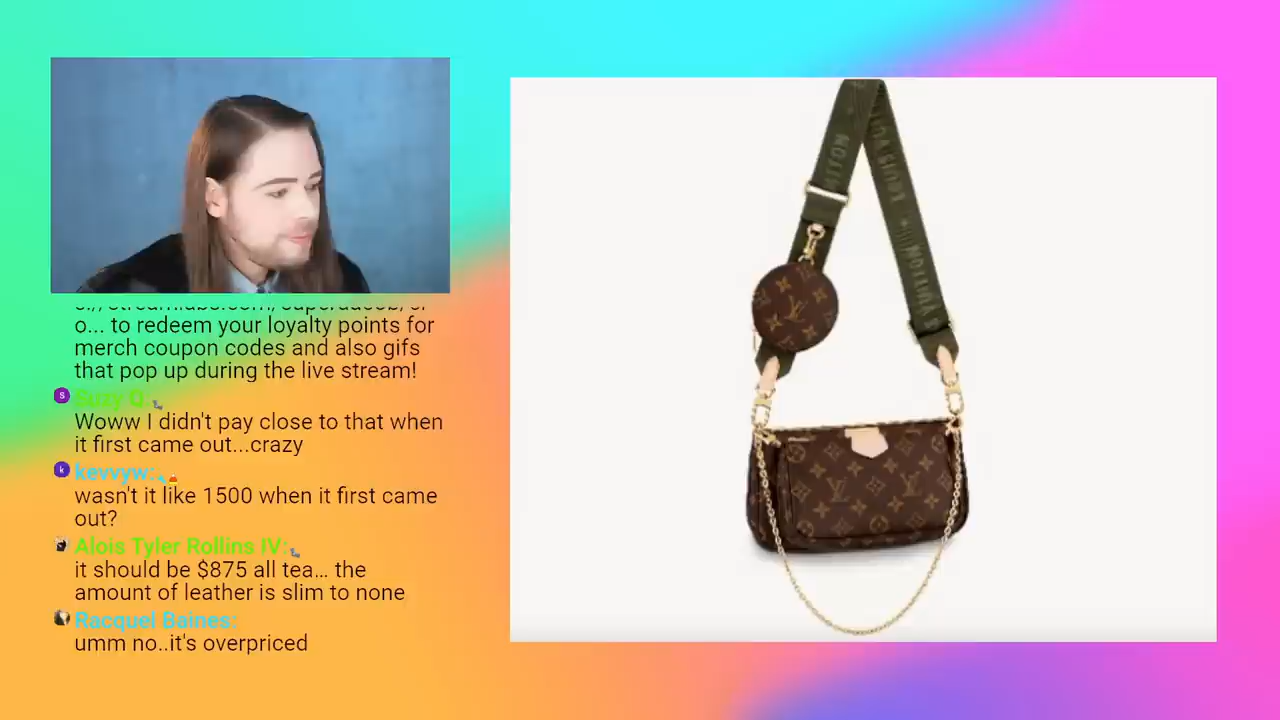 o... to redeem your loyalty points for
merch coupon codes and also gifs
that pop up during the live stream!
Suzy Q:
Woww I didn't pay close to that when
it first came out...crazy
kevvyw:
wasn't it like 1500 when it first came
out?
Alois Tyler Rollins IV:
it should be $875 all tea… the
amount of leather is slim to none
Racquel Baines:
umm no..it's overpriced
LOUIS VUITTON